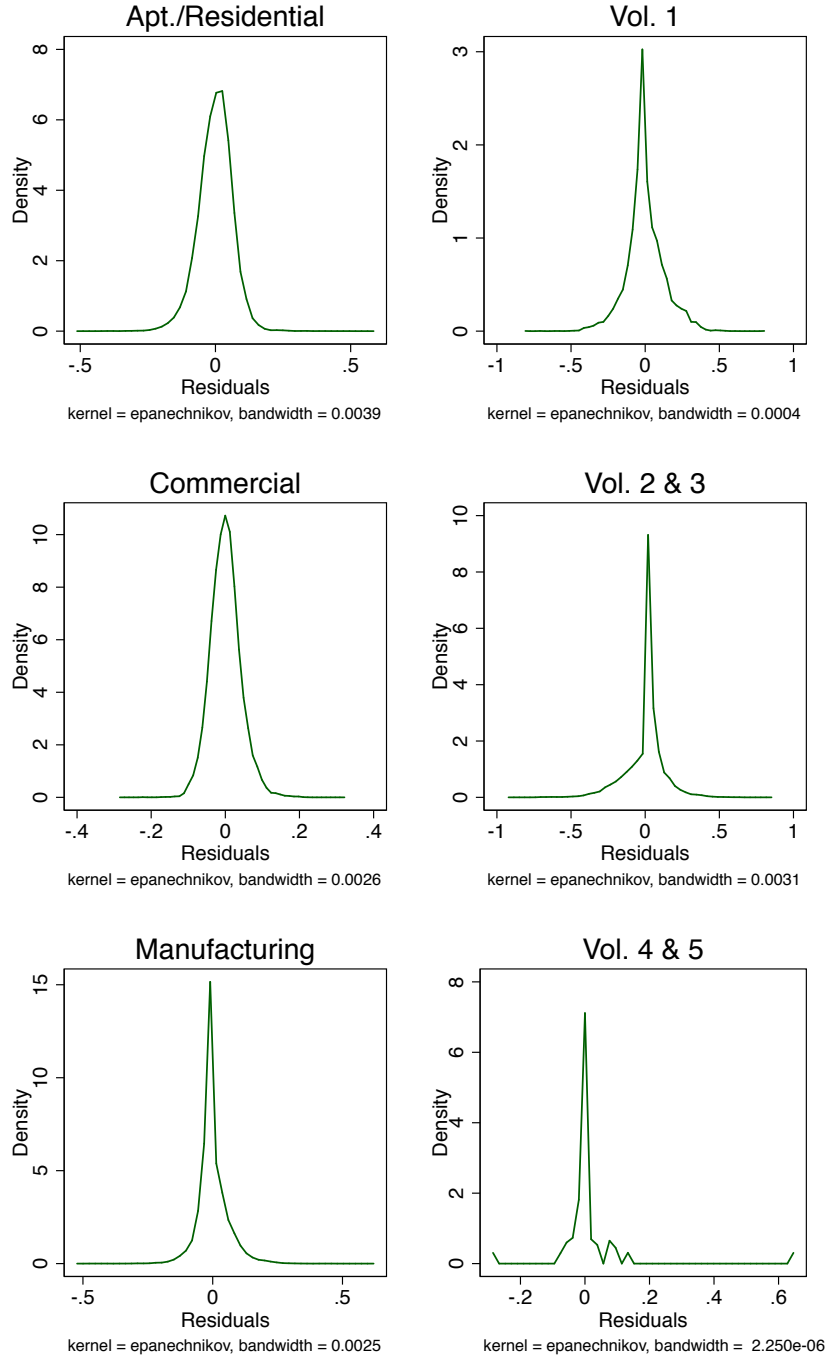 Apt./Residential
Density
0 2 4 6 8
-.5 0 .5
Residuals
kernel = epanechnikov, bandwidth = 0.0039
Vol. 1
Density
0 1 2 3
-1 -.5 0 .5 1
Residuals
kernel = epanechnikov, bandwidth = 0.0004
Commercial
Density
0 2 4 6 8 10
-.4 -.2 0 .2 .4
Residuals
kernel = epanechnikov, bandwidth = 0.0026
Vol. 2 & 3
Density
0 2 4 6 8 10
-1 -.5 0 .5 1
Residuals
kernel = epanechnikov, bandwidth = 0.0031
Manufacturing
Density
0 5 10 15
-.5 0 .5
Residuals
kernel = epanechnikov, bandwidth = 0.0025
Vol. 4 & 5
Density
0 2 4 6 8
-.2 0 .2 .4 .6
Residuals
kernel = epanechnikov, bandwidth = 2.250e-06